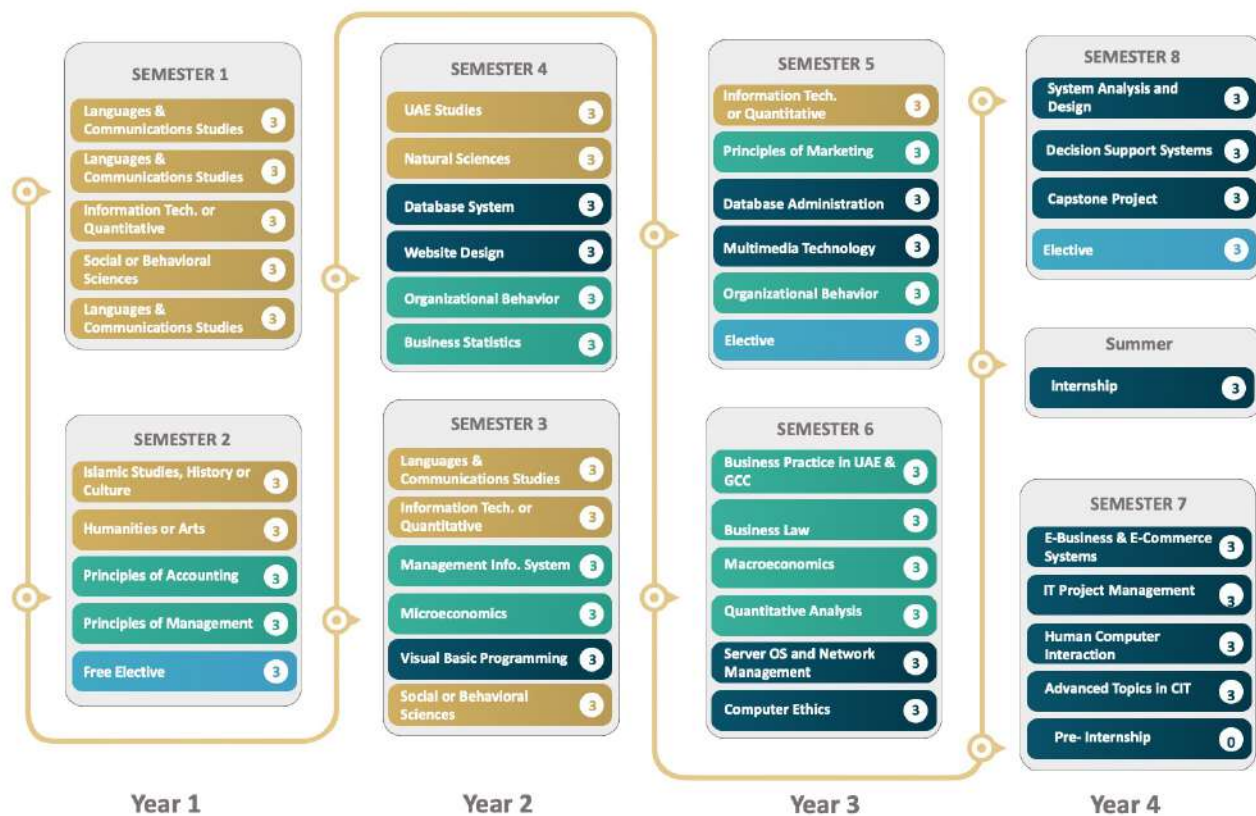 SEMESTER 1
Languages &
Communications Studies 3
Languages &
Communications Studies 3
Information Tech. or
Quantitative 3
Social or Behavioral
Sciences 3
Languages &
Communications Studies 3
SEMESTER 2
Islamic Studies, History or
Culture 3
Humanities or Arts 3
Principles of Accounting 3
Principles of Management 3
Free Elective 3
Year 1
SEMESTER 4
UAE Studies 3
Natural Sciences 3
Database System 3
Website Design 3
Organizational Behavior 3
Business Statistics 3
SEMESTER 3
Languages &
Communications Studies 3
Information Tech. or
Quantitative 3
Management Info. System 3
Microeconomics 3
Visual Basic Programming 3
Social or Behavioral
Sciences 3
Year 2
SEMESTER 5
Information Tech.
or Quantitative 3
Principles of Marketing 3
Database Administration 3
Multimedia Technology 3
Organizational Behavior 3
Elective 3
SEMESTER 6
Business Practice in UAE &
GCC 3
Business Law 3
Macroeconomics 3
Quantitative Analysis 3
Server OS and Network
Management 3
Computer Ethics 3
Year 3
SEMESTER 8
System Analysis and
Design 3
Decision Support Systems 3
Capstone Project 3
Elective 3
Summer
Internship 3
SEMESTER 7
E-Business & E-Commerce
Systems 3
IT Project Management 3
Human Computer
Interaction 3
Advanced Topics in CIT 3
Pre- Internship 0
Year 4